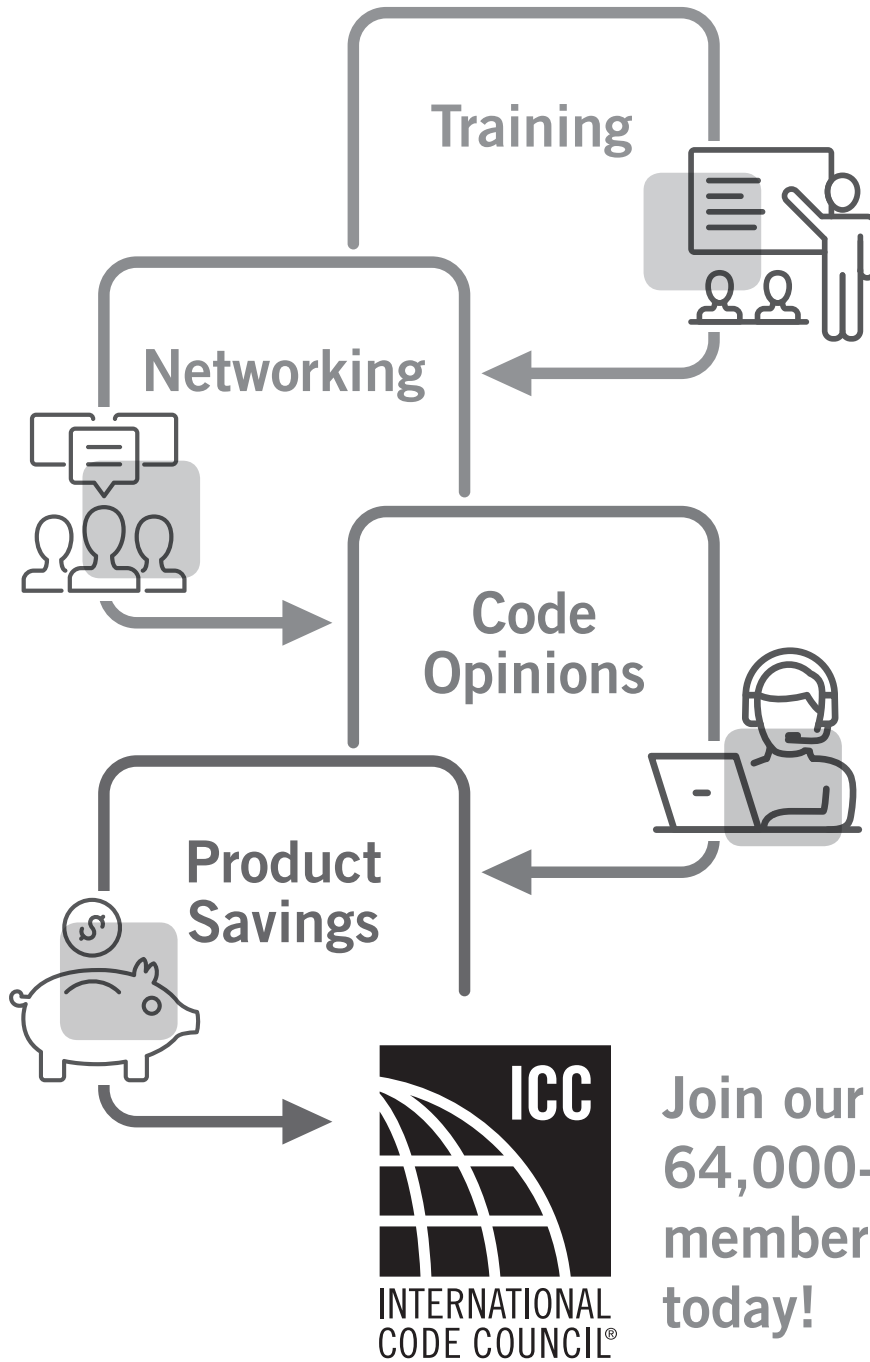 Training
Networking
Code
Opinions
Product
Savings
$
ICC
INTERNATIONAL
CODE COUNCIL®
Join our
64,000-
member
today!